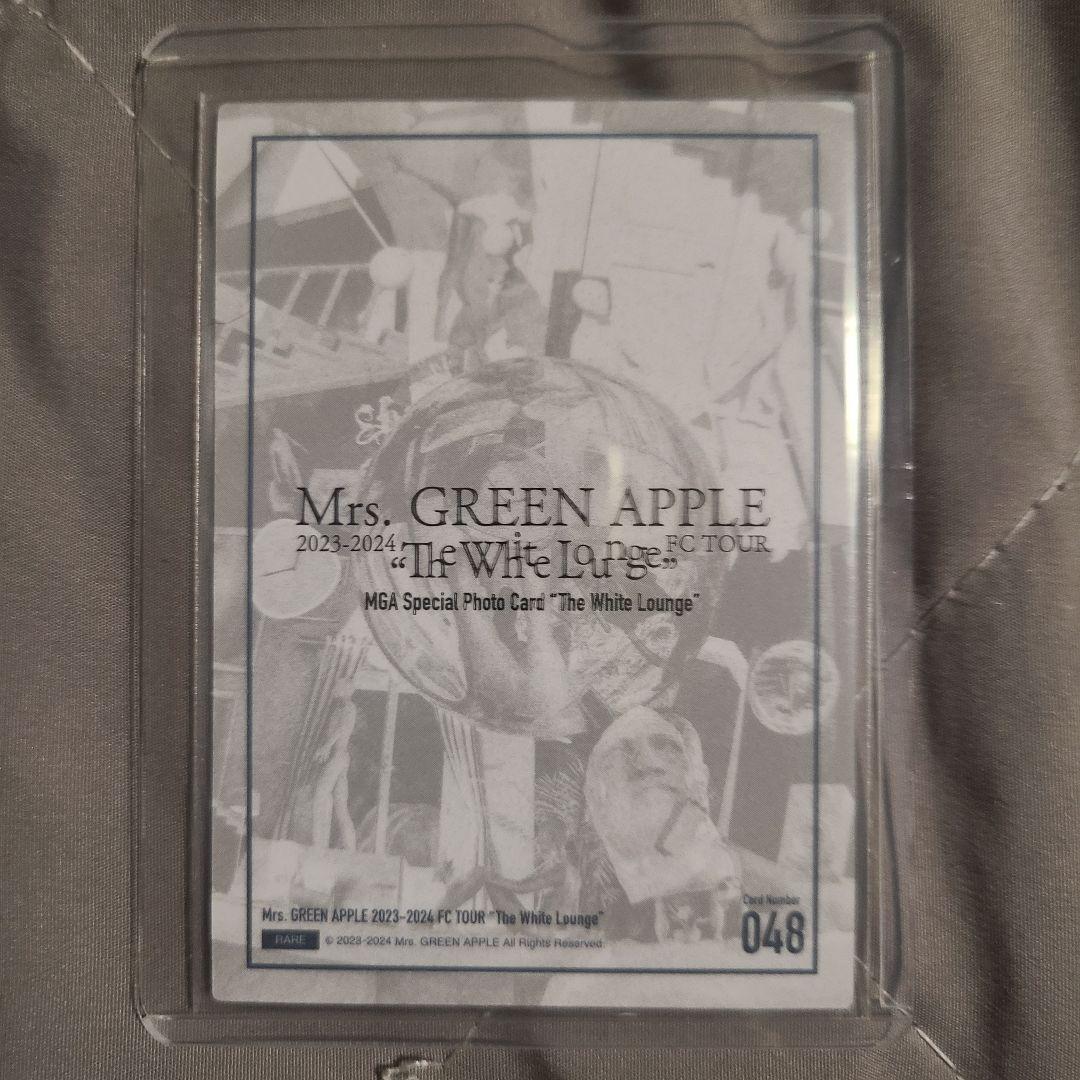 Mrs. GREEN APPLE
2023-2024 “The White Lounge” FC TOUR
MGA Special Photo Card “The White Lounge”
Mrs. GREEN APPLE 2023-2024 FC TOUR “The White Lounge”
RARE © 2023-2024 Mrs. GREEN APPLE All Rights Reserved.
Card Number
048